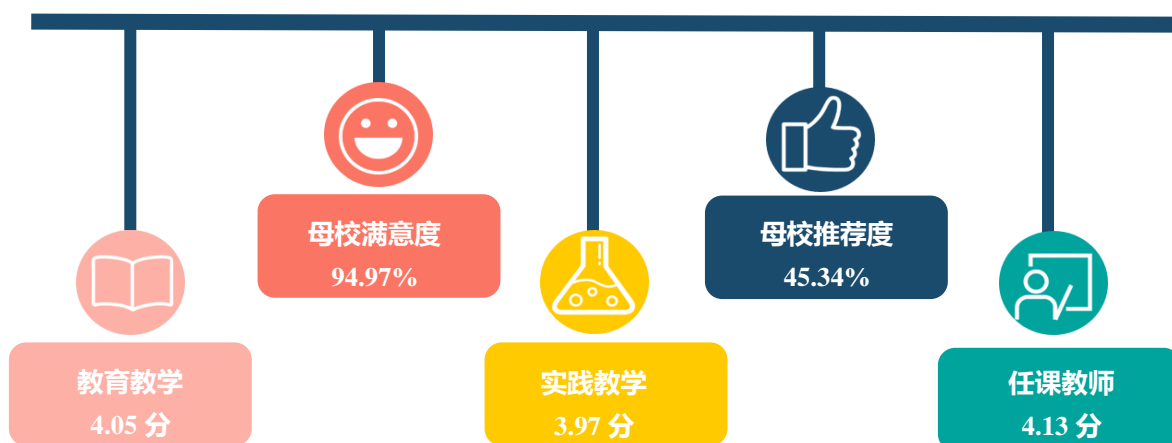 母校满意度
94.97%
母校推荐度
45.34%
教育教学
4.05 分
实践教学
3.97 分
任课教师
4.13 分